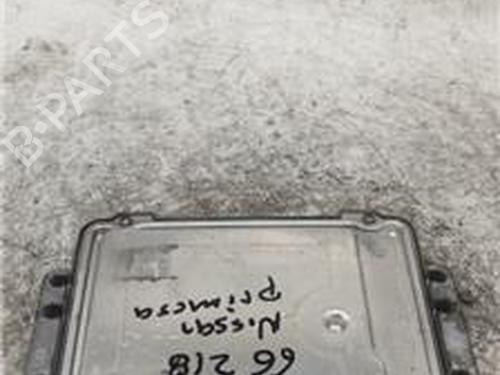 B-PARTS
66 218
Nissan
Primera